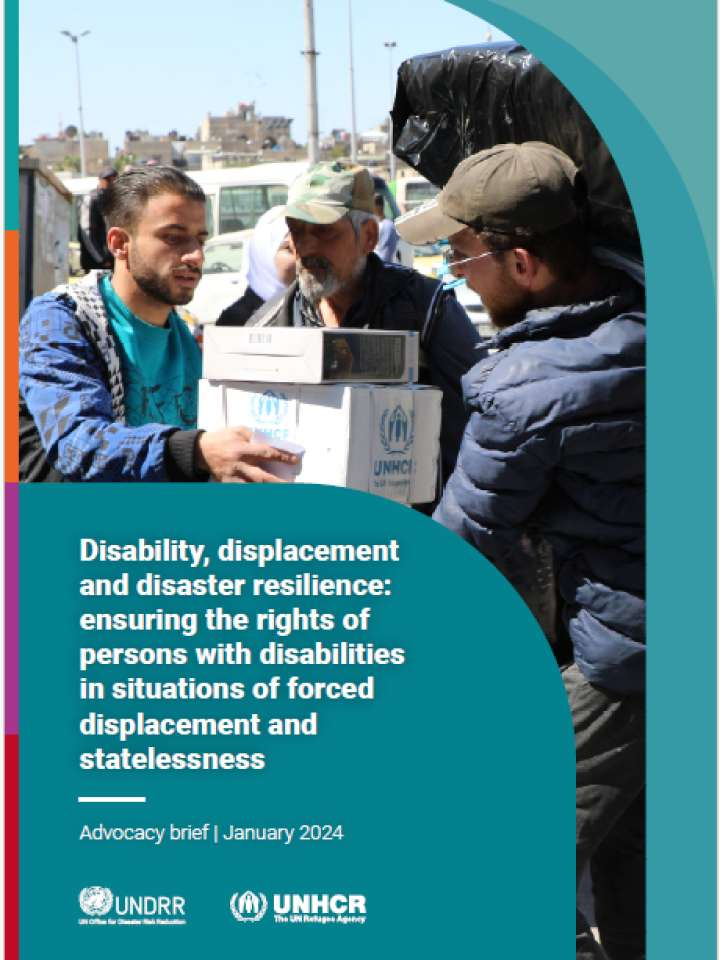 UNHCR
Disability, displacement
and disaster resilience:
ensuring the rights of
persons with disabilities
in situations of forced
displacement and
statelessness
Advocacy brief | January 2024
UNDRR
UN Office for Disaster Risk Reduction
UNHCR
The UN Refugee Agency